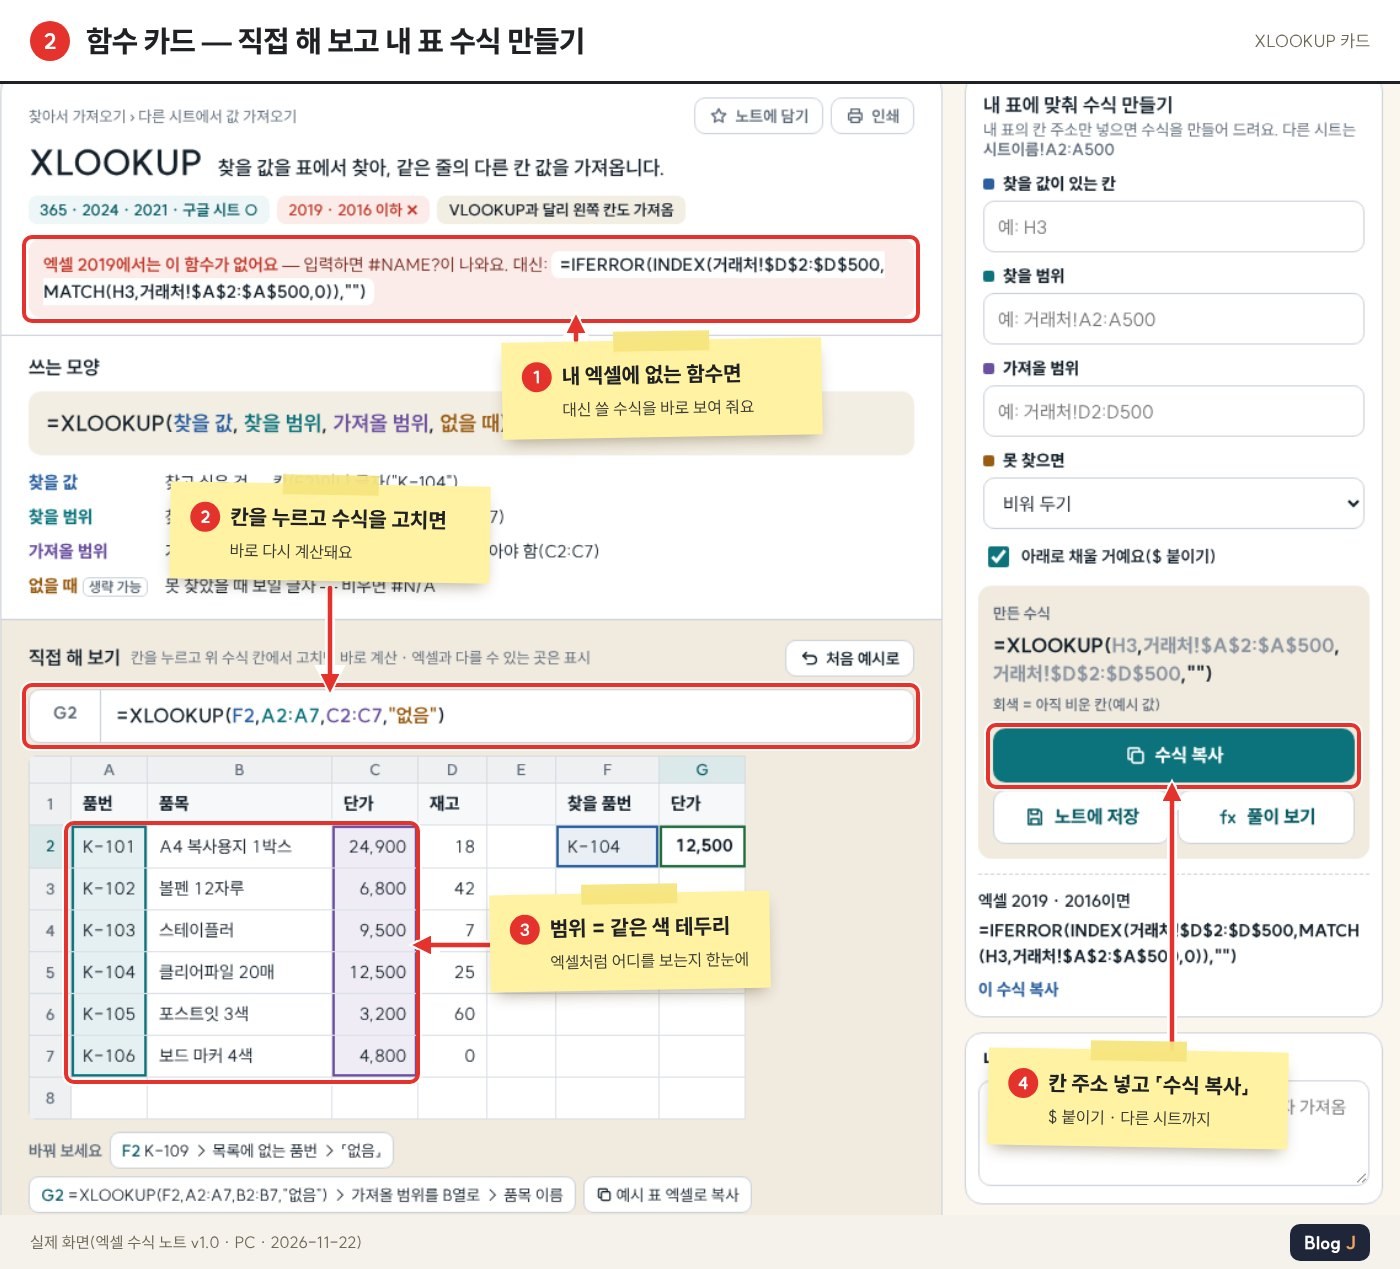 2 함수 카드 — 직접 해 보고 내 표 수식 만들기
XLOOKUP 카드
찾아서 가져오기 › 다른 시트에서 값 가져오기
노트에 담기
인쇄
XLOOKUP 찾을 값을 표에서 찾아, 같은 줄의 다른 칸 값을 가져옵니다.
365 · 2024 · 2021 · 구글 시트 O
2019 · 2016 이하 ✕
VLOOKUP과 달리 왼쪽 칸도 가져옴
엑셀 2019에서는 이 함수가 없어요 — 입력하면 #NAME?이 나와요. 대신: =IFERROR(INDEX(거래처!$D$2:$D$500,
MATCH(H3,거래처!$A$2:$A$500,0)),"")
1 내 엑셀에 없는 함수면
대신 쓸 수식을 바로 보여 줘요
쓰는 모양
=XLOOKUP(찾을 값, 찾을 범위, 가져올 범위, 없을 때)
찾을 값
("K-104")
찾을 범위
7)
가져올 범위
아야 함(C2:C7)
없을 때 생략 가능 못 찾았을 때 보일 글자 — 비우면 #N/A
2 칸을 누르고 수식을 고치면
바로 다시 계산돼요
직접 해 보기 칸을 누르고 위 수식 칸에서 고치 바로 계산 · 엑셀과 다를 수 있는 곳은 표시
처음 예시로
G2 =XLOOKUP(F2,A2:A7,C2:C7,"없음")
A B C D E F G
1 품번 품목 단가 재고 찾을 품번 단가
2 K-101 A4 복사용지 1박스 24,900 18 K-104 12,500
3 K-102 볼펜 12자루 6,800 42
4 K-103 스테이플러 9,500 7
5 K-104 클리어파일 20매 12,500 25
6 K-105 포스트잇 3색 3,200 60
7 K-106 보드 마커 4색 4,800 0
8
3 범위 = 같은 색 테두리
엑셀처럼 어디를 보는지 한눈에
바꿔 보세요 F2 K-109 > 목록에 없는 품번 > 「없음」
G2 =XLOOKUP(F2,A2:A7,B2:B7,"없음") > 가져올 범위를 B열로 > 품목 이름
예시 표 엑셀로 복사
내 표에 맞춰 수식 만들기
내 표의 칸 주소만 넣으면 수식을 만들어 드려요. 다른 시트는
시트이름!A2:A500
찾을 값이 있는 칸
예: H3
찾을 범위
예: 거래처!A2:A500
가져올 범위
예: 거래처!D2:D500
못 찾으면
비워 두기
아래로 채울 거예요($ 붙이기)
만든 수식
=XLOOKUP(H3,거래처!$A$2:$A$500,
거래처!$D$2:$D$500,"")
회색 = 아직 비운 칸(예시 값)
수식 복사
노트에 저장
fx 풀이 보기
엑셀 2019 · 2016이면
=IFERROR(INDEX(거래처!$D$2:$D$500,MATCH
(H3,거래처!$A$2:$A$500,0)),"")
이 수식 복사
4 칸 주소 넣고 「수식 복사」
$ 붙이기 · 다른 시트까지
가져옴
실제 화면(엑셀 수식 노트 v1.0 · PC · 2026-11-22)
Blog J